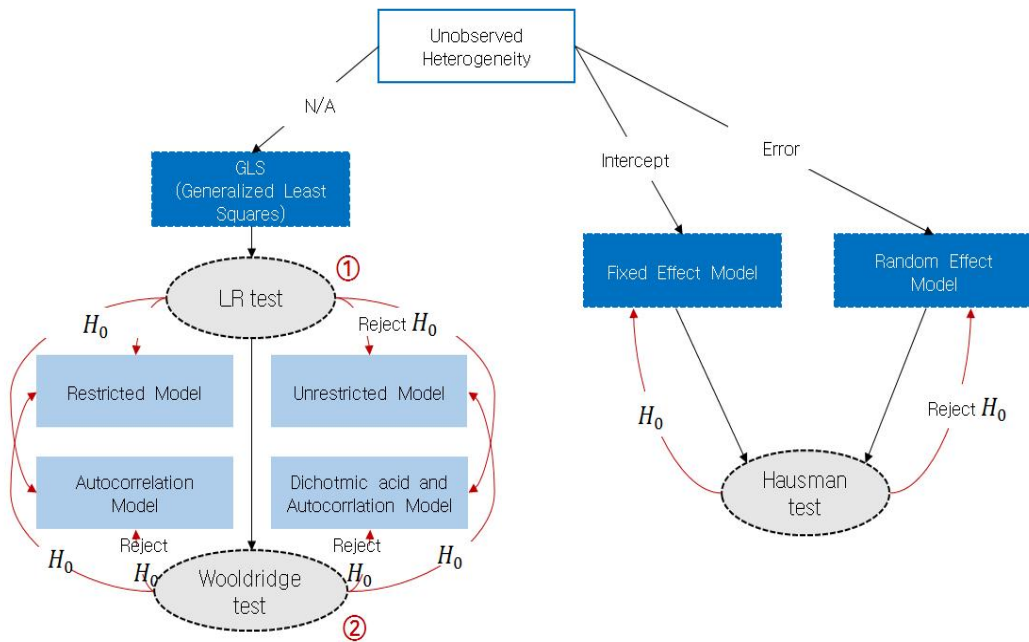 Unobserved
Heterogeneity
N/A
Intercept
Error
GLS
(Generalized Least
Squares)
Fixed Effect Model
Random Effect
Model
①
LR test
H₀
Reject H₀
Restricted Model
Unrestricted Model
H₀
Reject H₀
Autocorrelation
Model
Dichotmic acid and
Autocorrlation Model
Hausman
test
Reject
Reject
H₀
H₀
H₀
H₀
Wooldridge
test
②